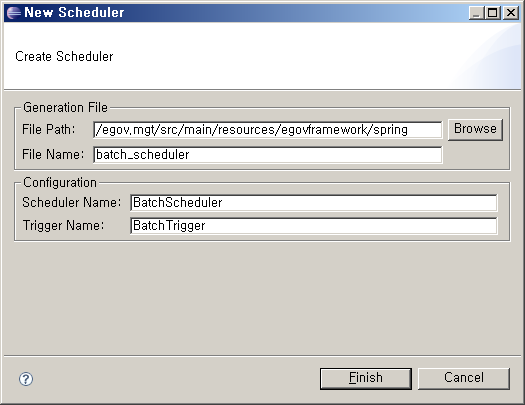 New Scheduler
Create Scheduler
Generation File
File Path: /egov.mgt/src/main/resources/egovframework/spring Browse
File Name: batch_scheduler
Configuration
Scheduler Name: BatchScheduler
Trigger Name: BatchTrigger
? Finish Cancel